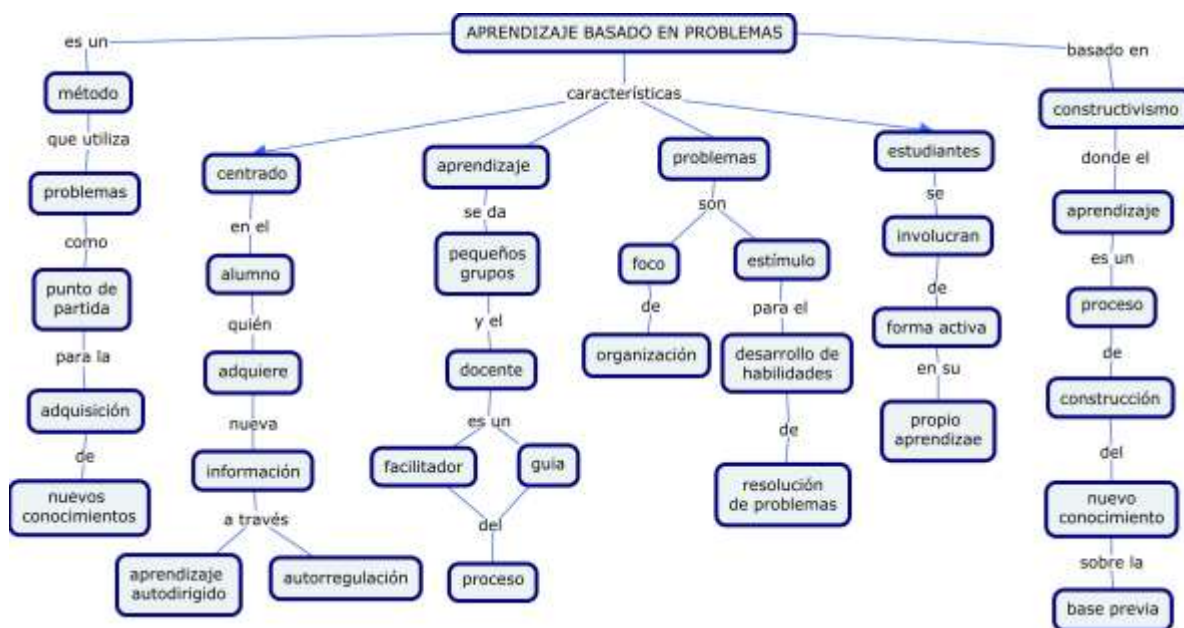 APRENDIZAJE BASADO EN PROBLEMAS
es un
método
que utiliza
problemas
como
punto de
partida
para la
adquisición
de
nuevos
conocimientos
características
centrado
en el
alumno
quién
adquiere
nueva
información
a través
aprendizaje
autodirigido
autorregulación
aprendizaje
se da
pequeños
grupos
y el
docente
es un
facilitador
guia
del
proceso
problemas
son
foco
de
organización
estímulo
para el
desarrollo de
habilidades
de
resolución
de problemas
estudiantes
se
involucran
de
forma activa
en su
propio
aprendizae
basado en
constructivismo
donde el
aprendizaje
es un
proceso
de
construcción
del
nuevo
conocimiento
sobre la
base previa